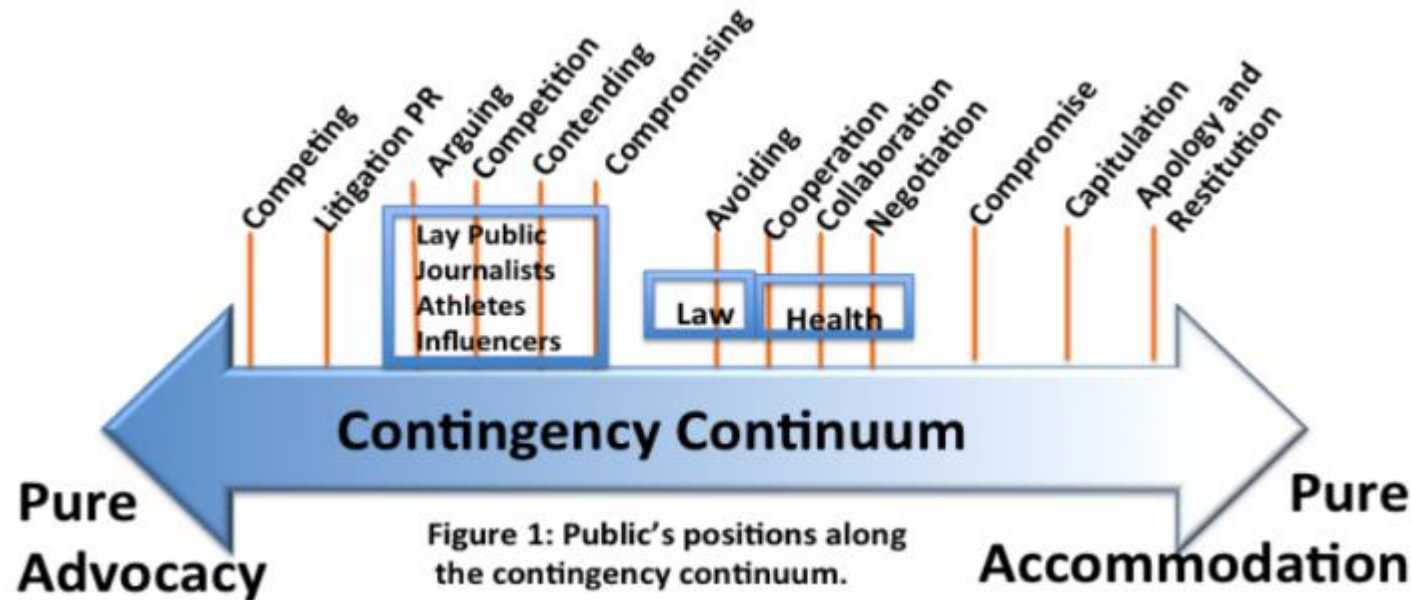 Competing
Litigation PR
Arguing
Competition
Contending
Compromising
Avoiding
Cooperation
Collaboration
Negotiation
Compromise
Capitulation
Apology and
Restitution
Lay Public
Journalists
Athletes
Influencers
Law
Health
Contingency Continuum
Pure
Advocacy
Pure
Accommodation
Figure 1: Public's positions along
the contingency continuum.